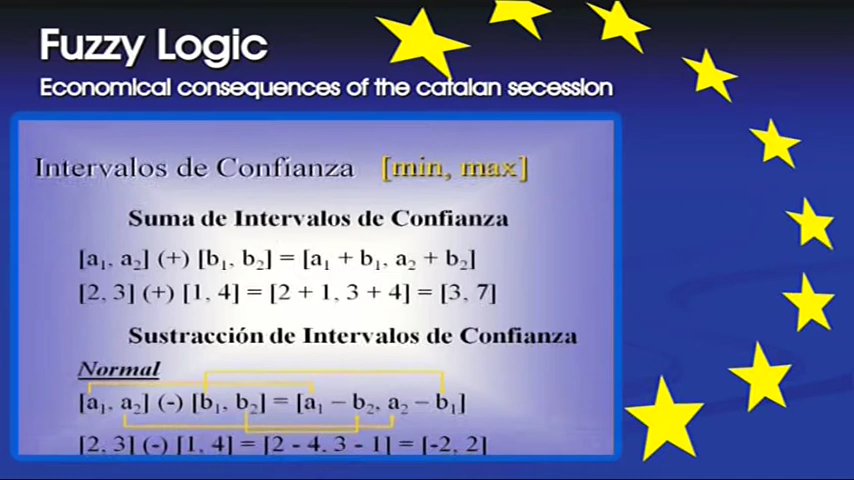 Fuzzy Logic
Economical consequences of the catalan secession
Intervalos de Confianza [min, max]
Suma de Intervalos de Confianza
[a₁, a₂] (+) [b₁, b₂] = [a₁ + b₁, a₂ + b₂]
[2, 3] (+) [1, 4] = [2 + 1, 3 + 4] = [3, 7]
Sustracción de Intervalos de Confianza
Normal
[a₁, a₂] (-) [b₁, b₂] = [a₁ – b₂, a₂ – b₁]
[2, 3] (-) [1, 4] = [2 - 4, 3 - 1] = [-2, 2]